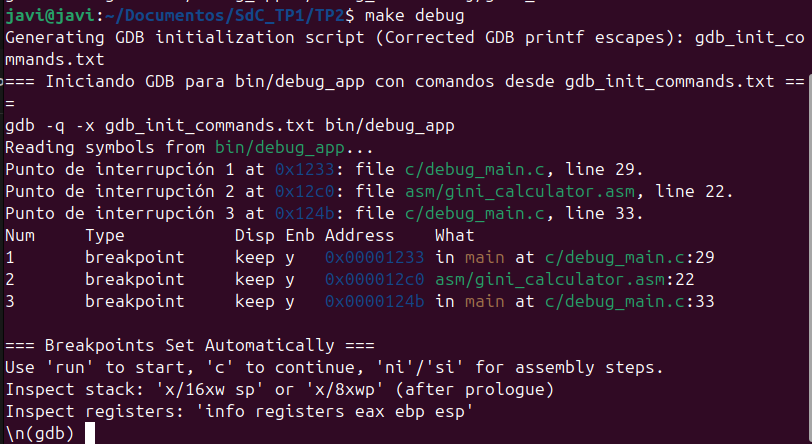 javi@javi:~/Documentos/SdC_TP1/TP2$ make debug
Generating GDB initialization script (Corrected GDB printf escapes): gdb_init_co
mmands.txt
=== Iniciando GDB para bin/debug_app con comandos desde gdb_init_commands.txt ==
=
gdb -q -x gdb_init_commands.txt bin/debug_app
Reading symbols from bin/debug_app...
Punto de interrupción 1 at 0x1233: file c/debug_main.c, line 29.
Punto de interrupción 2 at 0x12c0: file asm/gini_calculator.asm, line 22.
Punto de interrupción 3 at 0x124b: file c/debug_main.c, line 33.
Num     Type           Disp Enb Address    What
1       breakpoint     keep y   0x00001233 in main at c/debug_main.c:29
2       breakpoint     keep y   0x000012c0 asm/gini_calculator.asm:22
3       breakpoint     keep y   0x0000124b in main at c/debug_main.c:33

=== Breakpoints Set Automatically ===
Use 'run' to start, 'c' to continue, 'ni'/'si' for assembly steps.
Inspect stack: 'x/16xw sp' or 'x/8xwp' (after prologue)
Inspect registers: 'info registers eax ebp esp'
\n(gdb)